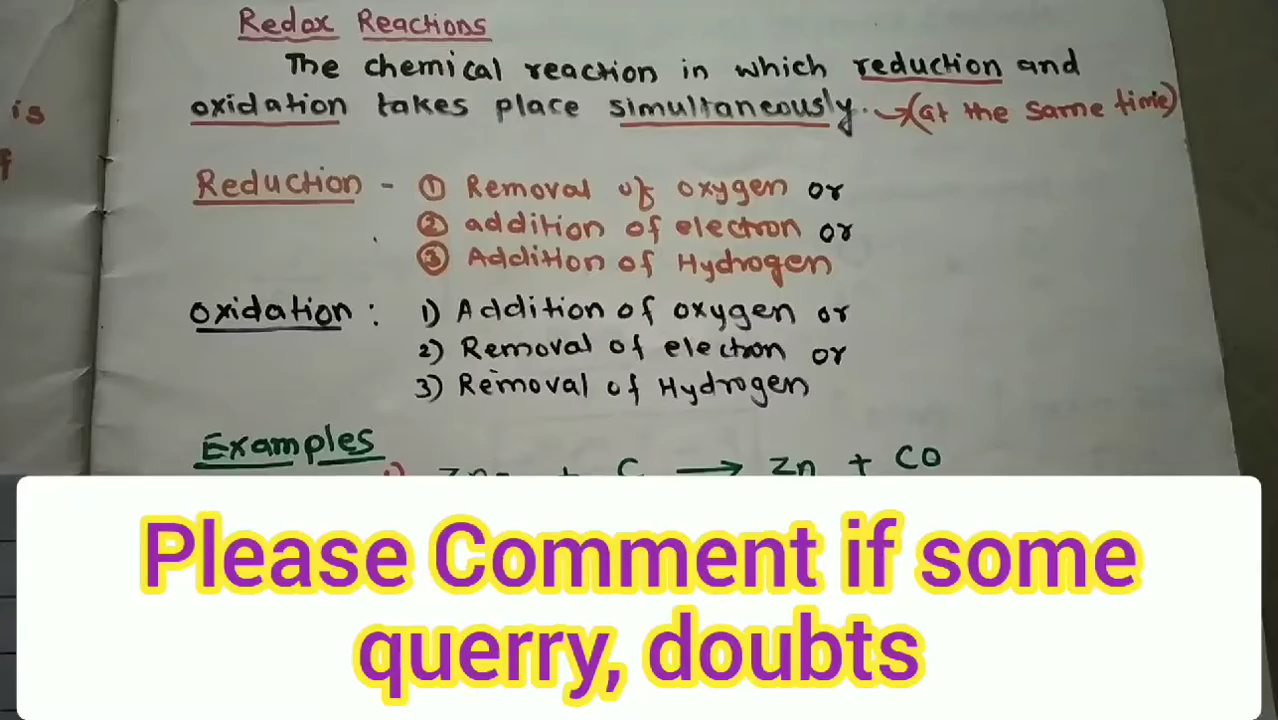 Redox Reactions
The chemical reaction in which reduction and
is
oxidation takes place simultaneously. → (at the same time)
f
Reduction - ① Removal of oxygen or
② addition of electron or
③ Addition of Hydrogen
Oxidation : 1) Addition of oxygen or
2) Removal of electron or
3) Removal of Hydrogen
Examples
+ C → Zn + CO
Please Comment if some
querry, doubts